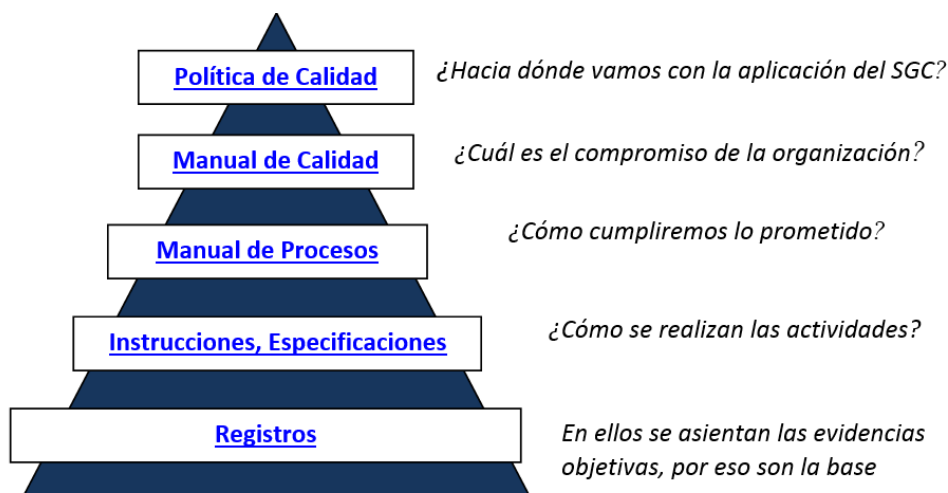 Política de Calidad
¿Hacia dónde vamos con la aplicación del SGC?
Manual de Calidad
¿Cuál es el compromiso de la organización?
Manual de Procesos
¿Cómo cumpliremos lo prometido?
Instrucciones, Especificaciones
¿Cómo se realizan las actividades?
Registros
En ellos se asientan las evidencias
objetivas, por eso son la base